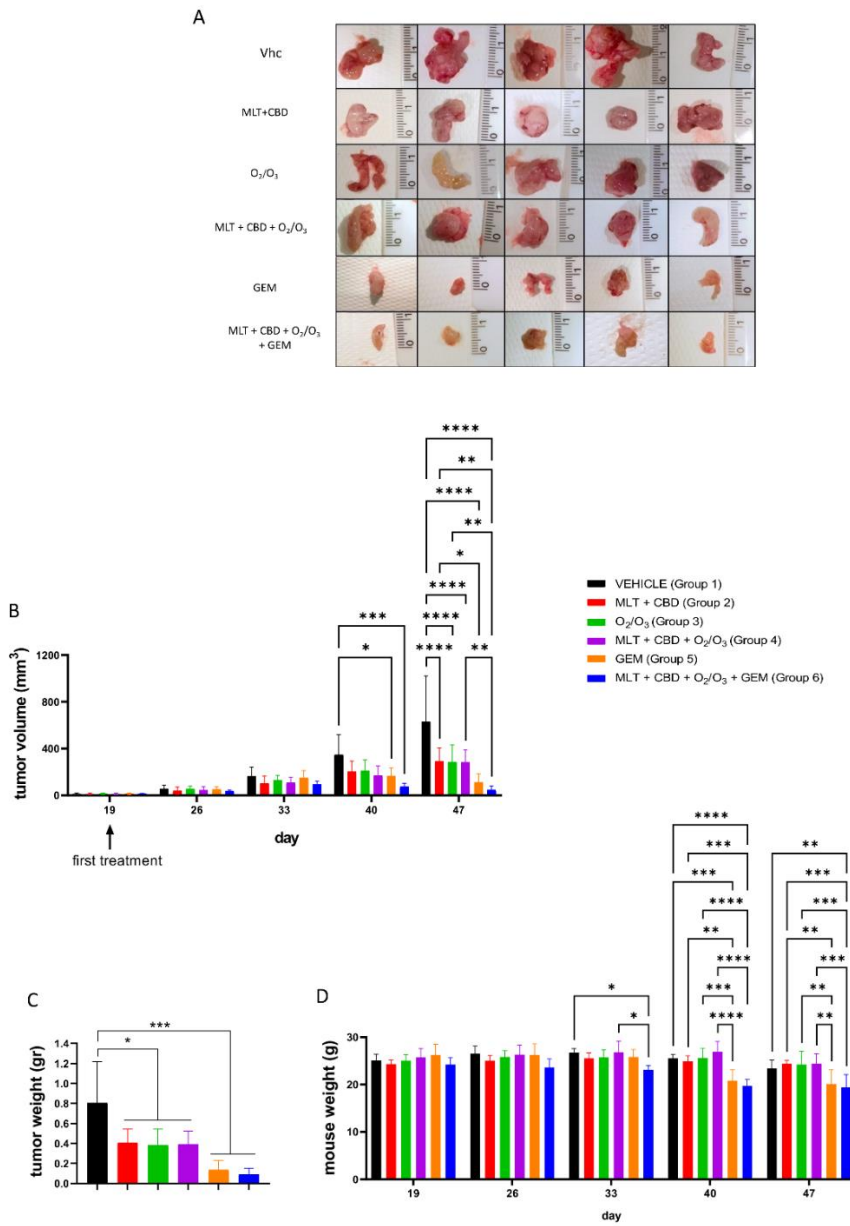 A
Vhc
MLT+CBD
O₂/O₃
MLT + CBD + O₂/O₃
GEM
MLT + CBD + O₂/O₃
+ GEM
B
tumor volume (mm³)
1200
800
400
0
19
26
33
40
47
day
first treatment
*
***
****
**
****
**
*
****
****
****
**
VEHICLE (Group 1)
MLT + CBD (Group 2)
O₂/O₃ (Group 3)
MLT + CBD + O₂/O₃ (Group 4)
GEM (Group 5)
MLT + CBD + O₂/O₃ + GEM (Group 6)
C
tumor weight (gr)
1.4
1.2
1.0
0.8
0.6
0.4
0.2
0.0
*
***
D
mouse weight (g)
30
20
10
0
19
26
33
40
47
day
*
*
****
***
***
****
**
****
***
****
**
***
***
**
***
**
**